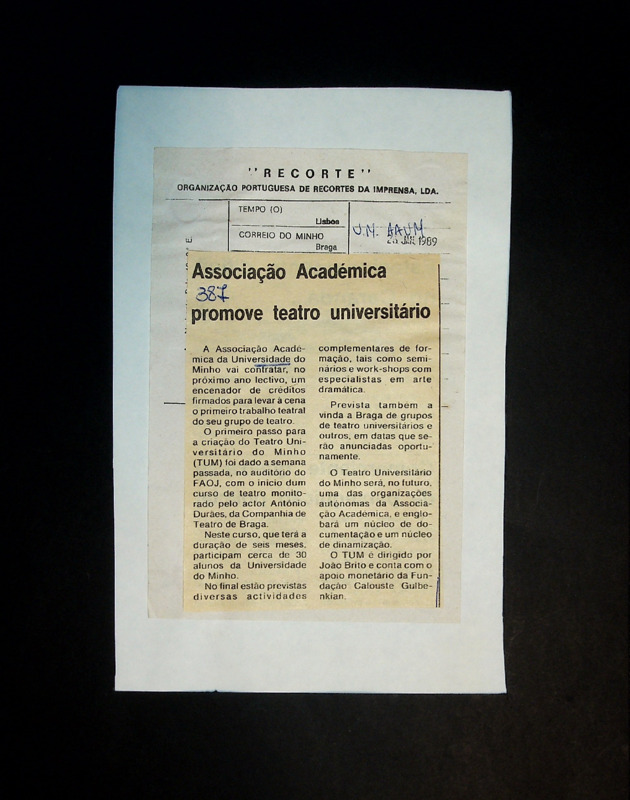 "RECORTE"
ORGANIZAÇÃO PORTUGUESA DE RECORTES DA IMPRENSA, LDA.
TEMPO (O)
Lisboa
CORREIO DO MINHO
Braga
U.M. AAUM
JAN. 1989
Associação Académica
387
promove teatro universitário
A Associação Acadé-
mica da Universidade do
Minho vai contratar, no
próximo ano lectivo, um
encenador de créditos
firmados para levar à cena
o primeiro trabalho teatral
do seu grupo de teatro.
O primeiro passo para
a criação do Teatro Uni-
versitário do Minho
(TUM) foi dado a semana
passada, no auditório do
FAOJ, com o início dum
curso de teatro monito-
rado pelo actor António
Durães, da Companhia de
Teatro de Braga.
Neste curso, que terá a
duração de seis meses,
participam cerca de 30
alunos da Universidade
do Minho.
No final estão previstas
diversas actividades
complementares de for-
mação, tais como semi-
nários e work-shops com
especialistas em arte
dramática.
Prevista também a
vinda a Braga de grupos
de teatro universitários e
outros, em datas que se-
rão anunciadas oportu-
namente.
O Teatro Universitário
do Minho será, no futuro,
uma das organizações
autónomas da Associa-
ção Académica, e englo-
bará um núcleo de do-
cumentação e um núcleo
de dinamização.
O TUM é dirigido por
João Brito e conta com o
apoio monetário da Fun-
dação Calouste Gulbe-
nkian.